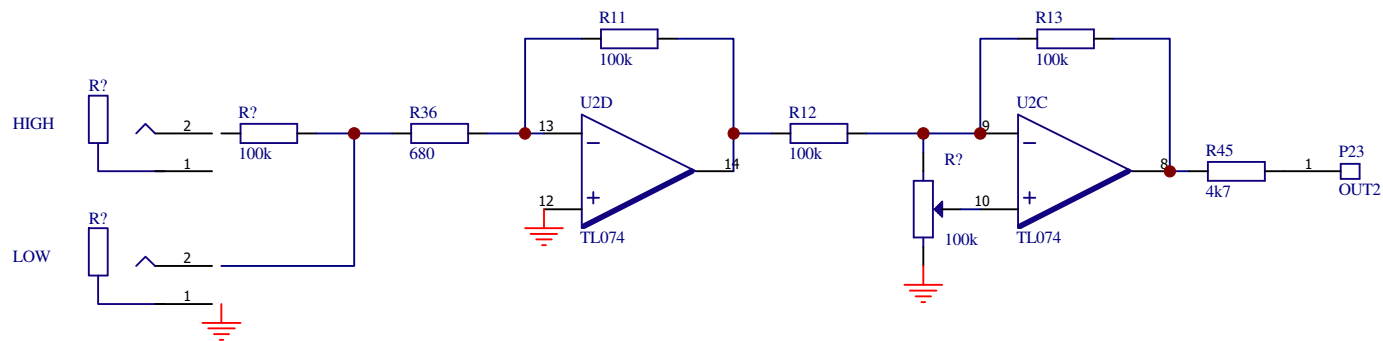 R11
100k
R13
100k
R?
HIGH
2
1
R?
100k
R36
680
U2D
13
12
14
TL074
R12
100k
U2C
9
10
8
TL074
R?
100k
R45
4k7
1
P23
OUT2
R?
LOW
2
1